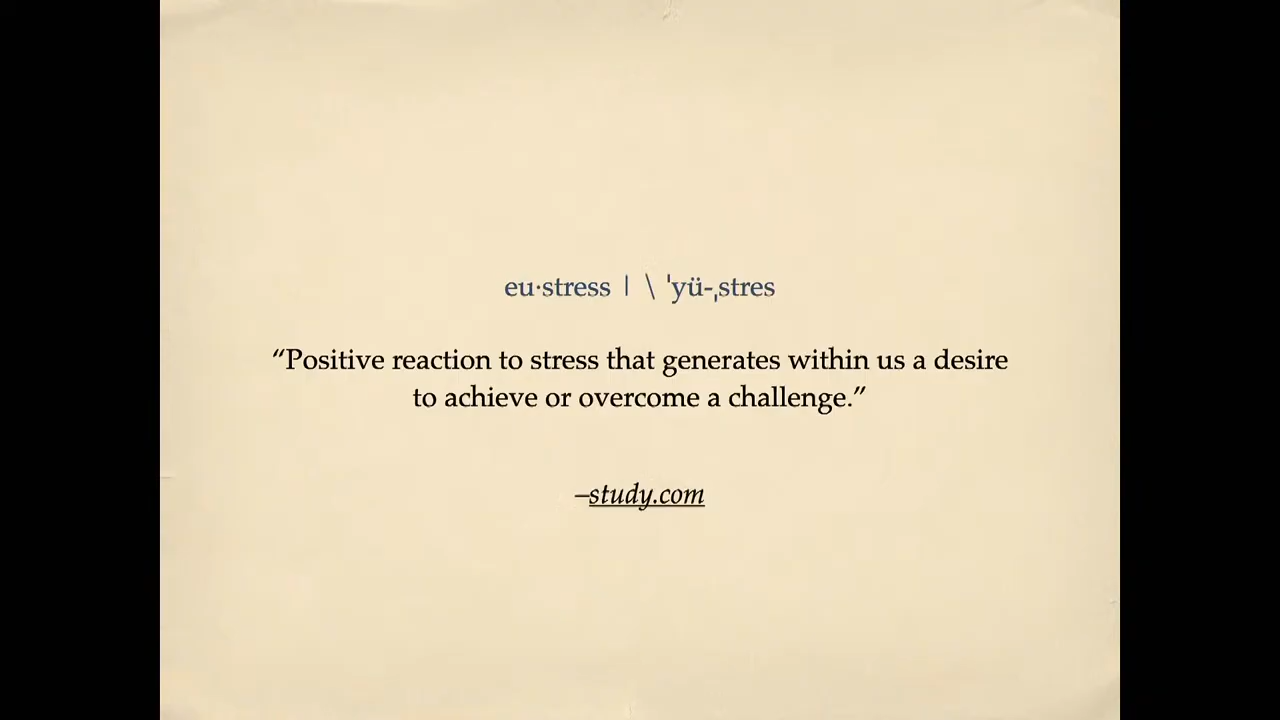 eu·stress | \ ˈyü-ˌstres
“Positive reaction to stress that generates within us a desire
to achieve or overcome a challenge.”
–study.com